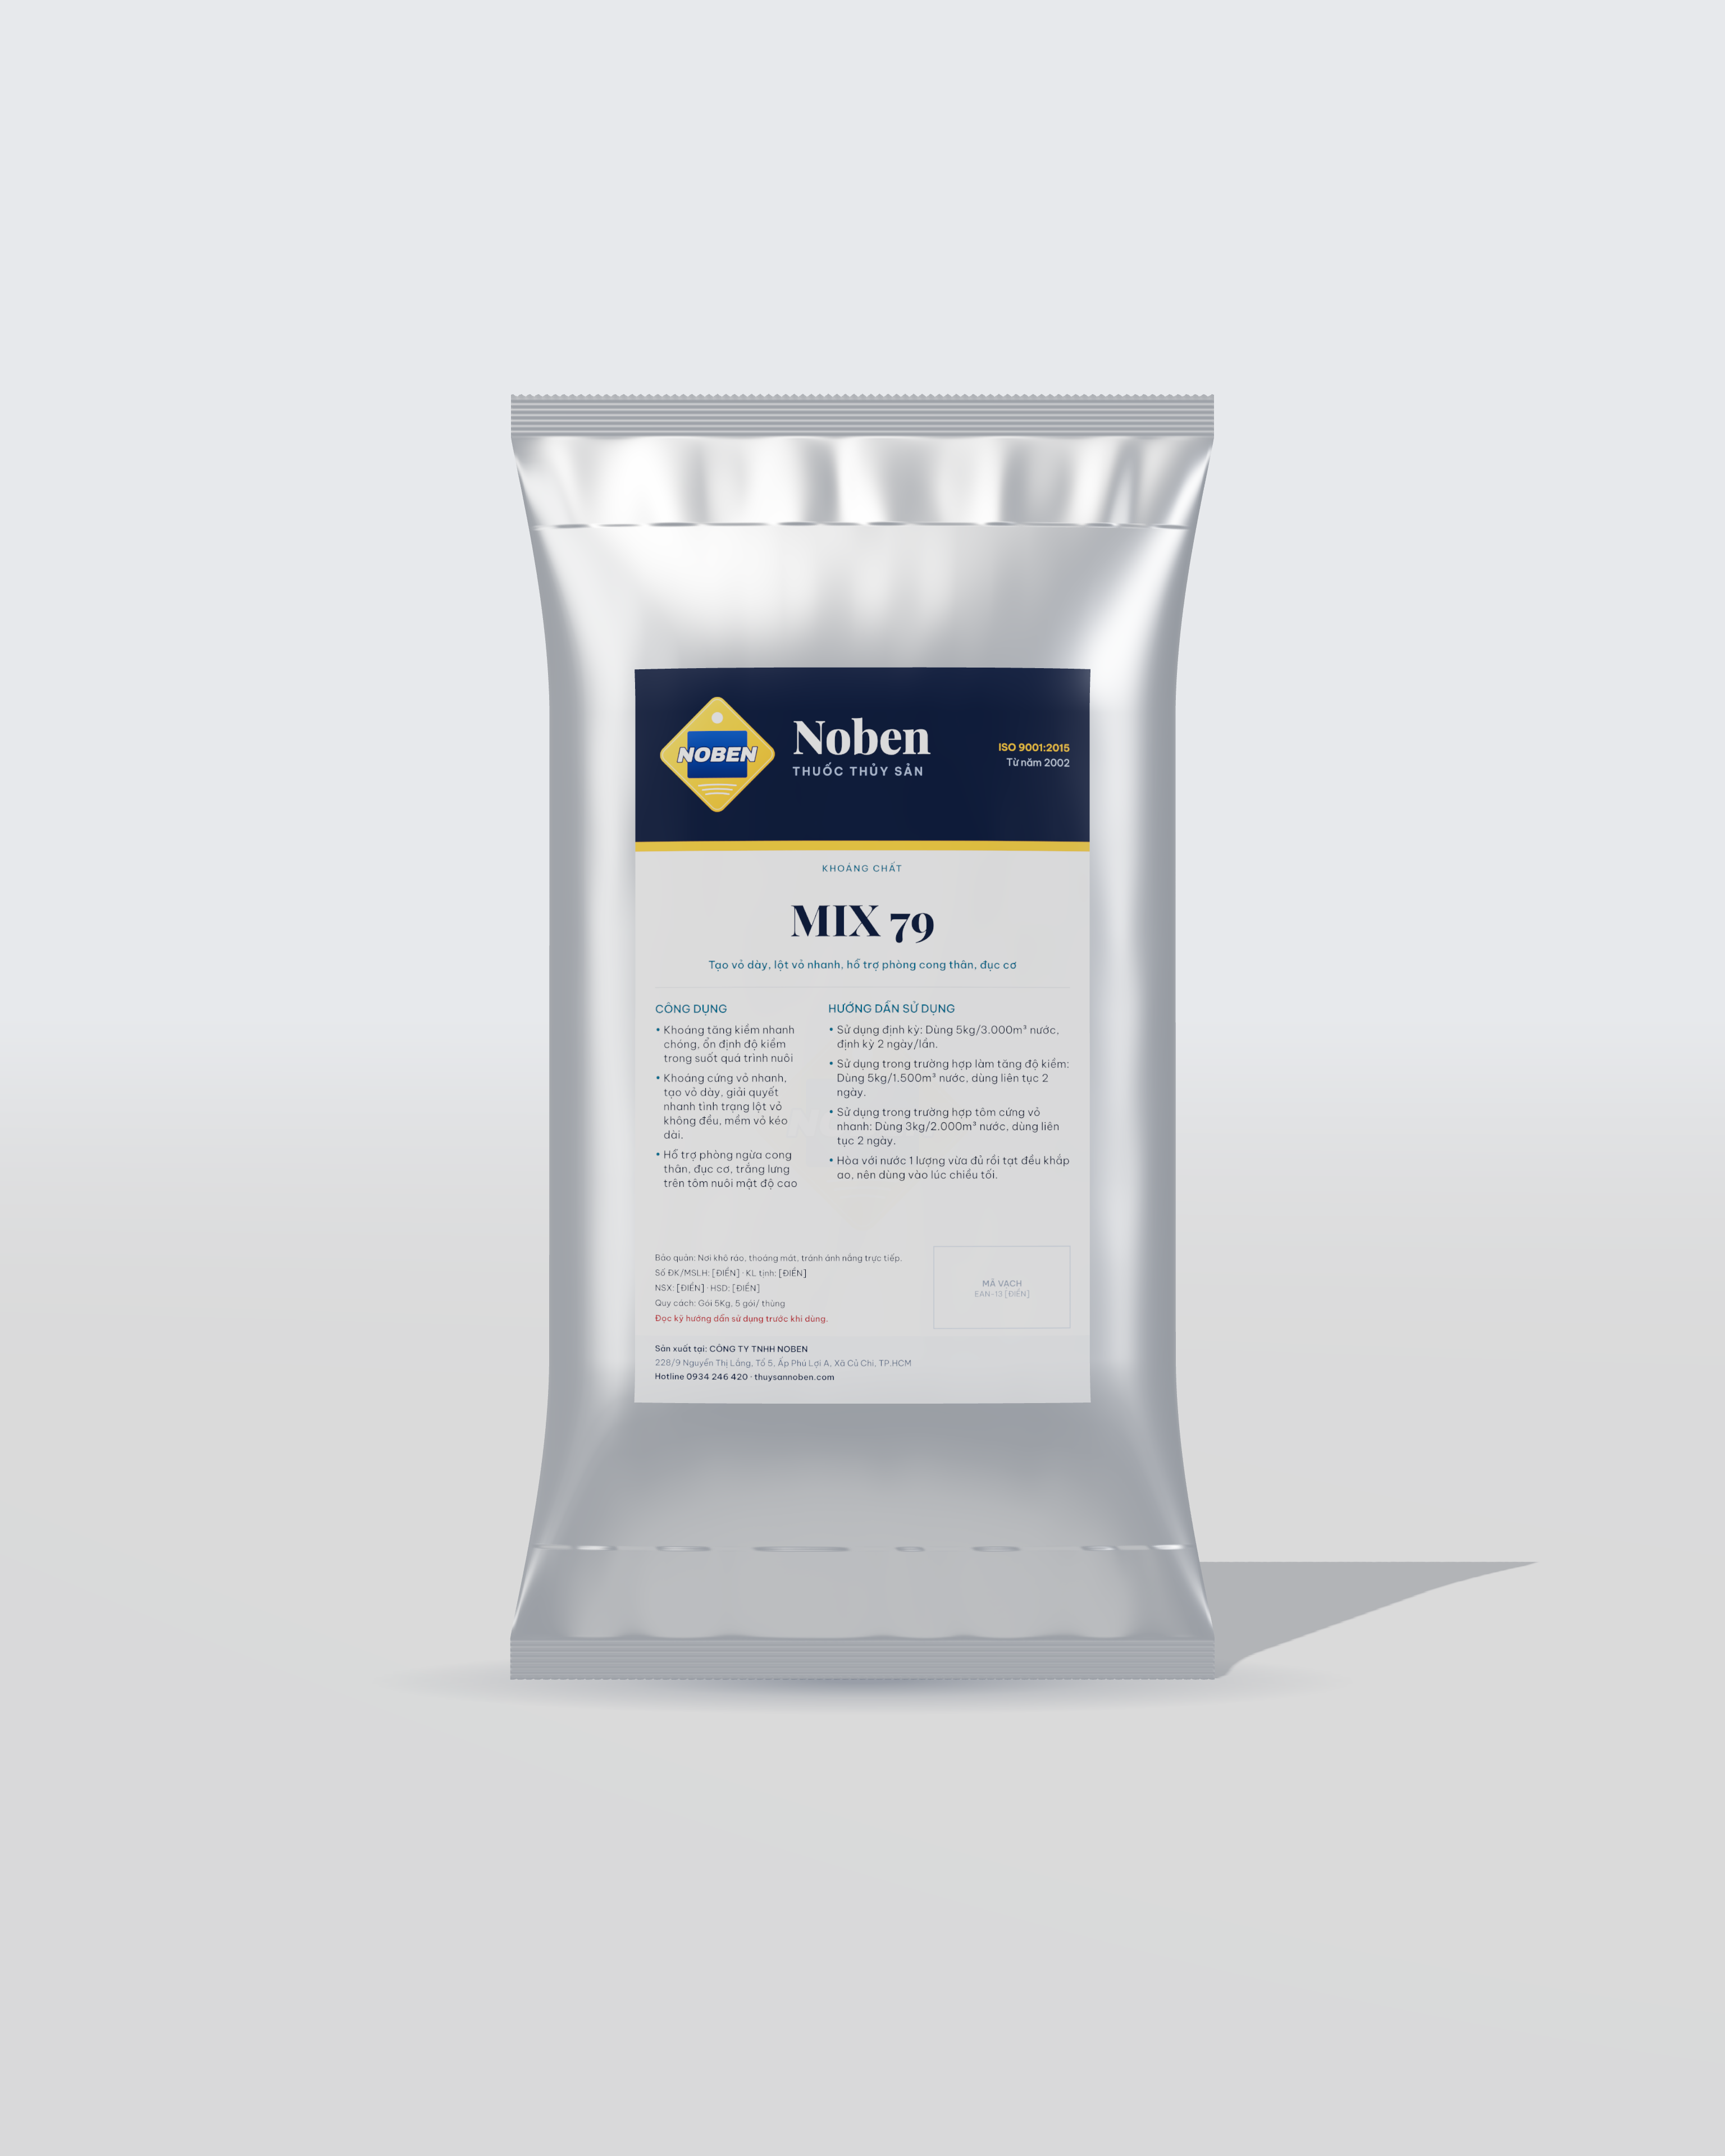 NOBEN
Noben
THUỐC THỦY SẢN
ISO 9001:2015
Từ năm 2002
KHOÁNG CHẤT
MIX 79
Tạo vỏ dày, lột vỏ nhanh, hỗ trợ phòng cong thân, đục cơ
CÔNG DỤNG
• Khoáng tăng kiềm nhanh
chóng, ổn định độ kiềm
trong suốt quá trình nuôi
• Khoáng cứng vỏ nhanh,
tạo vỏ dày, giải quyết
nhanh tình trạng lột vỏ
không đều, mềm vỏ kéo
dài.
• Hỗ trợ phòng ngừa cong
thân, đục cơ, trắng lưng
trên tôm nuôi mật độ cao
HƯỚNG DẪN SỬ DỤNG
• Sử dụng định kỳ: Dùng 5kg/3.000m³ nước,
định kỳ 2 ngày/lần.
• Sử dụng trong trường hợp làm tăng độ kiềm:
Dùng 5kg/1.500m³ nước, dùng liên tục 2
ngày.
• Sử dụng trong trường hợp tôm cứng vỏ
nhanh: Dùng 3kg/2.000m³ nước, dùng liên
tục 2 ngày.
• Hòa với nước 1 lượng vừa đủ rồi tạt đều khắp
ao, nên dùng vào lúc chiều tối.
Bảo quản: Nơi khô ráo, thoáng mát, tránh ánh nắng trực tiếp.
Số ĐK/MSLH: [ĐIỀN] · KL tịnh: [ĐIỀN]
NSX: [ĐIỀN] · HSD: [ĐIỀN]
Quy cách: Gói 5Kg, 5 gói/ thùng
Đọc kỹ hướng dẫn sử dụng trước khi dùng.
MÃ VẠCH
EAN-13 [ĐIỀN]
Sản xuất tại: CÔNG TY TNHH NOBEN
228/9 Nguyễn Thị Lắng, Tổ 5, Ấp Phú Lợi A, Xã Củ Chi, TP.HCM
Hotline 0934 246 420 · thuysannoben.com